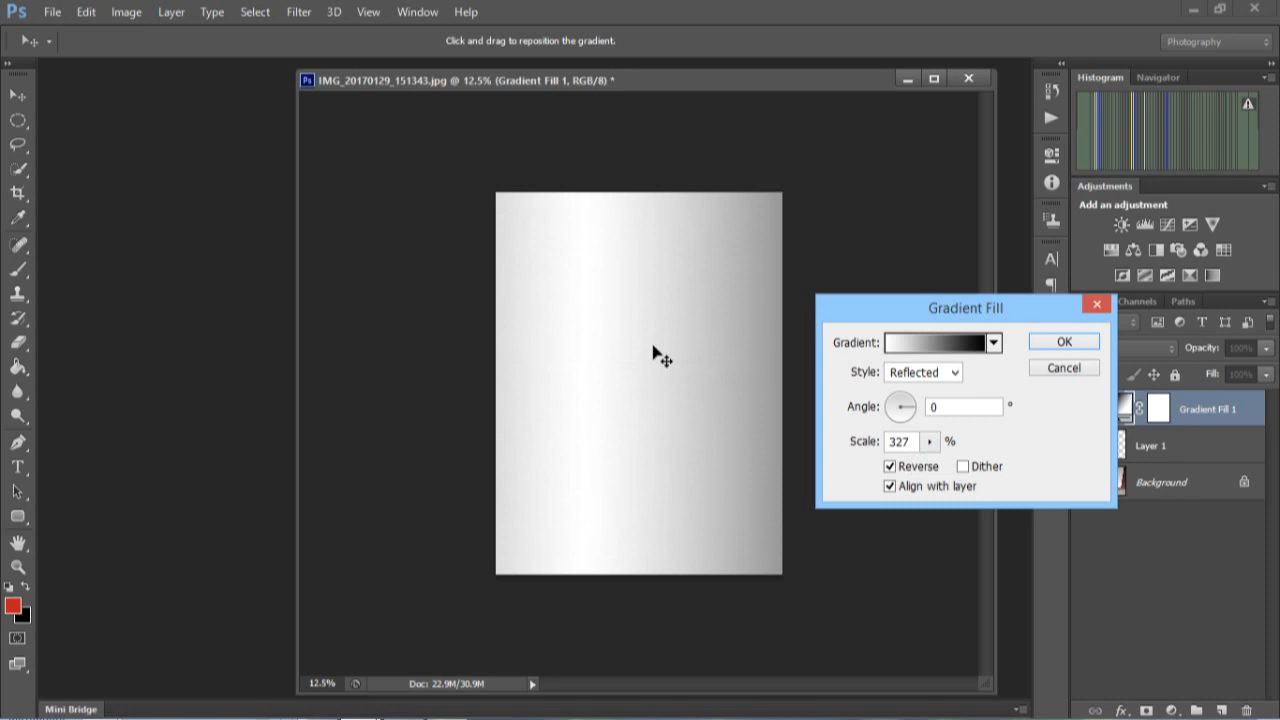 Ps File Edit Image Layer Type Select Filter 3D View Window Help
Click and drag to reposition the gradient.
Photography
Ps IMG_20170129_151343.jpg @ 12.5% (Gradient Fill 1, RGB/8) *
Histogram Navigator
Adjustments
Add an adjustment
Channels Paths
Opacity: 100%
Fill: 100%
Gradient Fill 1
Layer 1
Background
Gradient Fill
Gradient:
OK
Style: Reflected
Cancel
Angle: 0 °
Scale: 327 %
Reverse Dither
Align with layer
12.5% Doc: 22.9M/30.9M
Mini Bridge